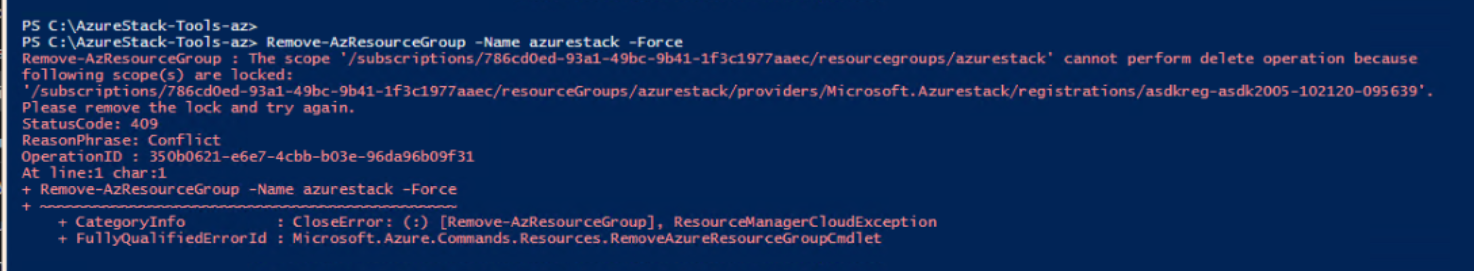 PS C:\AzureStack-Tools-az>
PS C:\AzureStack-Tools-az> Remove-AzResourceGroup -Name azurestack -Force
Remove-AzResourceGroup : The scope '/subscriptions/786cd0ed-93a1-49bc-9b41-1f3c1977aaec/resourcegroups/azurestack' cannot perform delete operation because
following scope(s) are locked:
'/subscriptions/786cd0ed-93a1-49bc-9b41-1f3c1977aaec/resourceGroups/azurestack/providers/Microsoft.Azurestack/registrations/asdkreg-asdk2005-102120-095639'.
Please remove the lock and try again.
StatusCode: 409
ReasonPhrase: Conflict
OperationID : 350b0621-e6e7-4cbb-b03e-96da96b09f31
At line:1 char:1
+ Remove-AzResourceGroup -Name azurestack -Force
+ ~~~~~~~~~~~~~~~~~~~~~~~~~~~~~~~~~~~~~~~~~~~~~~
    + CategoryInfo          : CloseError: (:) [Remove-AzResourceGroup], ResourceManagerCloudException
    + FullyQualifiedErrorId : Microsoft.Azure.Commands.Resources.RemoveAzureResourceGroupCmdlet